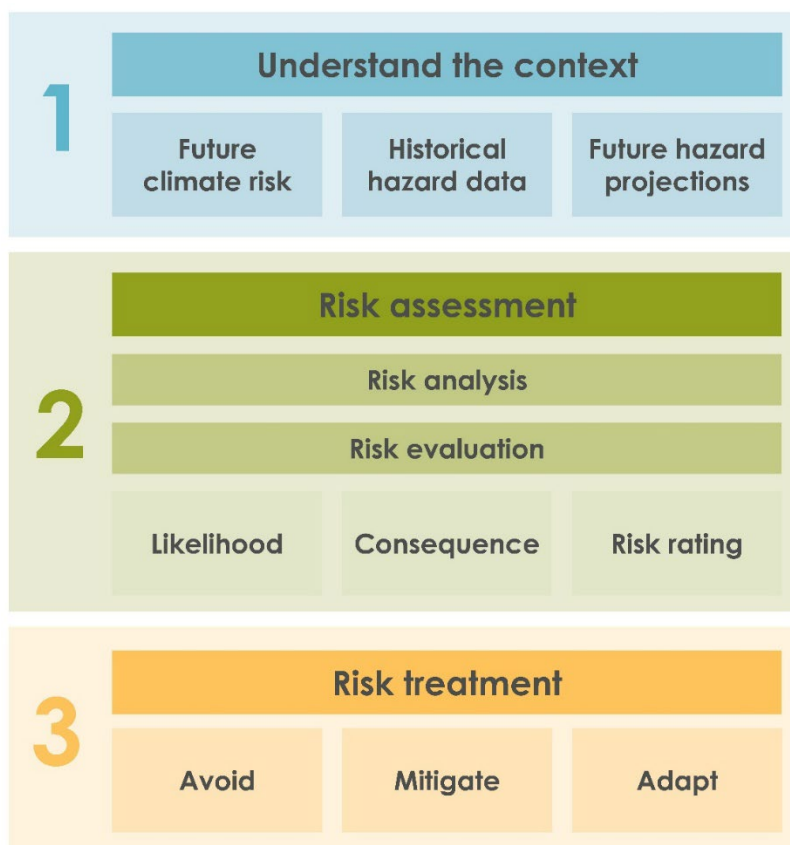 1
Understand the context
Future
climate risk
Historical
hazard data
Future hazard
projections
2
Risk assessment
Risk analysis
Risk evaluation
Likelihood
Consequence
Risk rating
3
Risk treatment
Avoid
Mitigate
Adapt